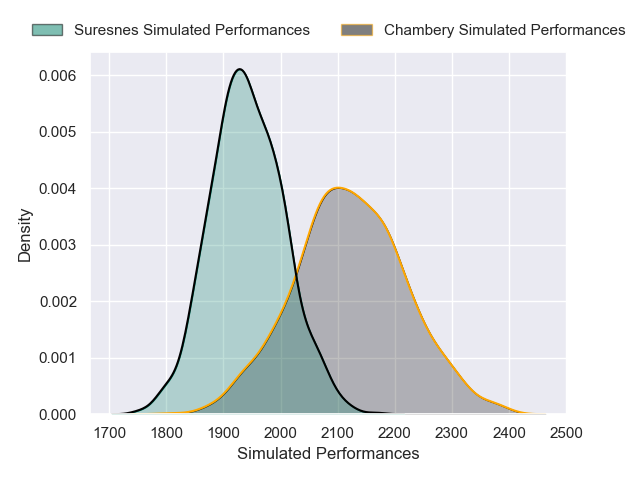 Suresnes Simulated Performances Chambery Simulated Performances
0.006
0.005
0.004
0.003
0.002
0.001
0.000
Density
1700 1800 1900 2000 2100 2200 2300 2400 2500
Simulated Performances